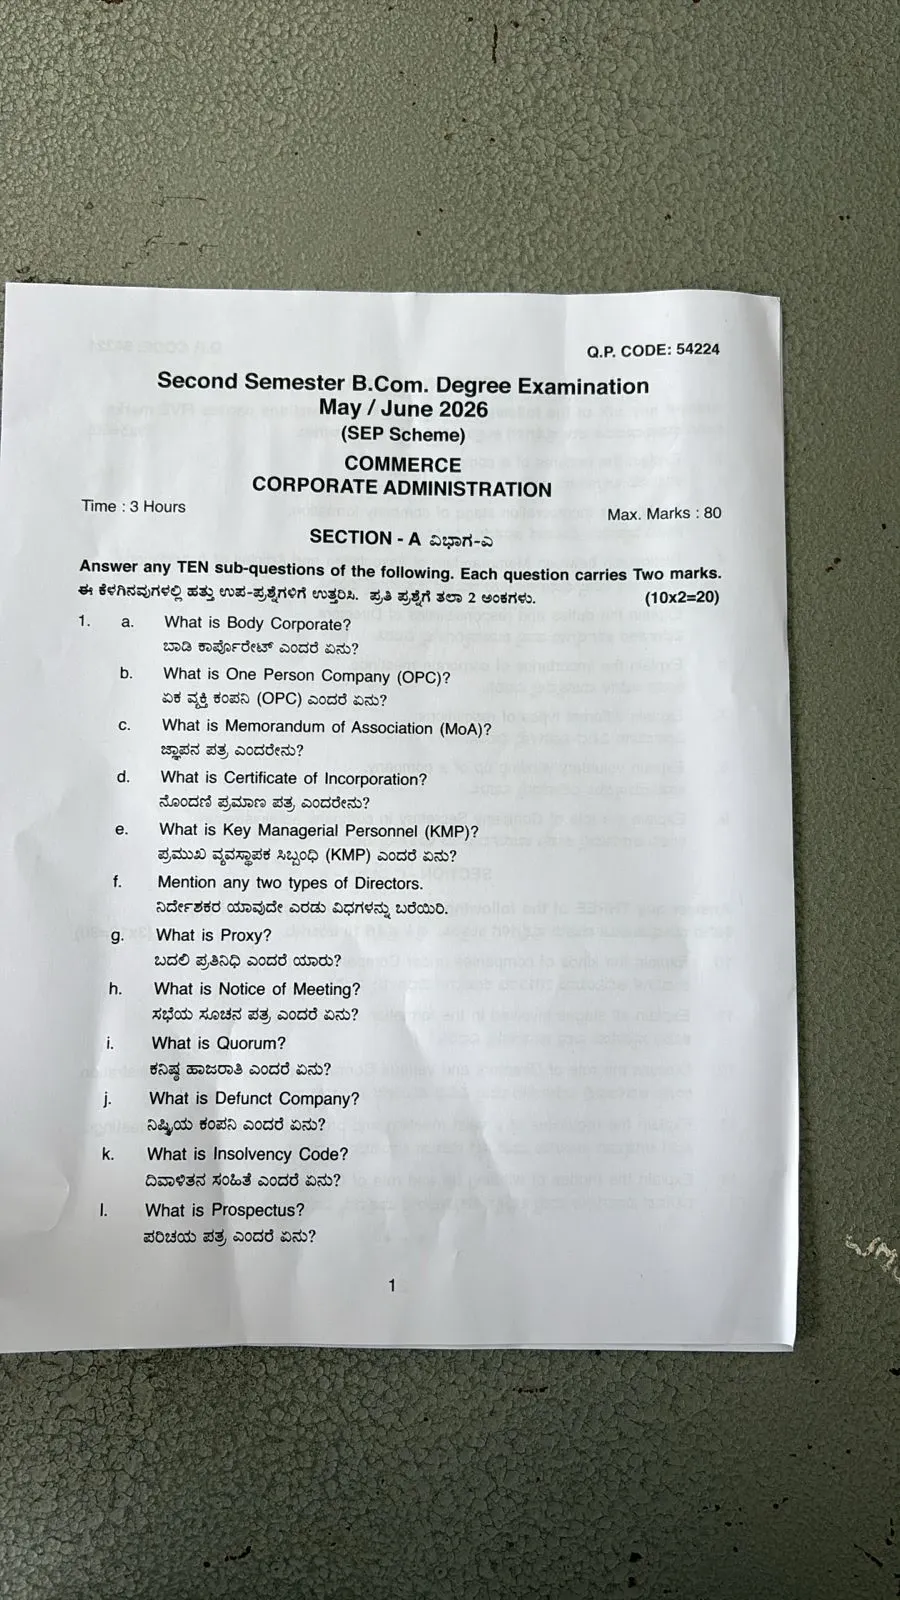 Q.P. CODE: 54224
Second Semester B.Com. Degree Examination
May / June 2026
(SEP Scheme)
COMMERCE
CORPORATE ADMINISTRATION
Time : 3 Hours
Max. Marks : 80
SECTION - A ವಿಭಾಗ-ಎ
Answer any TEN sub-questions of the following. Each question carries Two marks.
ಈ ಕೆಳಗಿನವುಗಳಲ್ಲಿ ಹತ್ತು ಉಪ-ಪ್ರಶ್ನೆಗಳಿಗೆ ಉತ್ತರಿಸಿ. ಪ್ರತಿ ಪ್ರಶ್ನೆಗೆ ತಲಾ 2 ಅಂಕಗಳು. (10x2=20)
1. a. What is Body Corporate?
ಬಾಡಿ ಕಾರ್ಪೊರೇಟ್ ಎಂದರೆ ಏನು?
b. What is One Person Company (OPC)?
ಏಕ ವ್ಯಕ್ತಿ ಕಂಪನಿ (OPC) ಎಂದರೆ ಏನು?
c. What is Memorandum of Association (MoA)?
ಜ್ಞಾಪನ ಪತ್ರ ಎಂದರೇನು?
d. What is Certificate of Incorporation?
ನೊಂದಣಿ ಪ್ರಮಾಣ ಪತ್ರ ಎಂದರೇನು?
e. What is Key Managerial Personnel (KMP)?
ಪ್ರಮುಖ ವ್ಯವಸ್ಥಾಪಕ ಸಿಬ್ಬಂಧಿ (KMP) ಎಂದರೆ ಏನು?
f. Mention any two types of Directors.
ನಿರ್ದೇಶಕರ ಯಾವುದೇ ಎರಡು ವಿಧಗಳನ್ನು ಬರೆಯಿರಿ.
g. What is Proxy?
ಬದಲಿ ಪ್ರತಿನಿಧಿ ಎಂದರೆ ಯಾರು?
h. What is Notice of Meeting?
ಸಭೆಯ ಸೂಚನ ಪತ್ರ ಎಂದರೆ ಏನು?
i. What is Quorum?
ಕನಿಷ್ಠ ಹಾಜರಾತಿ ಎಂದರೆ ಏನು?
j. What is Defunct Company?
ನಿಷ್ಕ್ರಿಯ ಕಂಪನಿ ಎಂದರೆ ಏನು?
k. What is Insolvency Code?
ದಿವಾಳಿತನ ಸಂಹಿತೆ ಎಂದರೆ ಏನು?
l. What is Prospectus?
ಪರಿಚಯ ಪತ್ರ ಎಂದರೆ ಏನು?
1